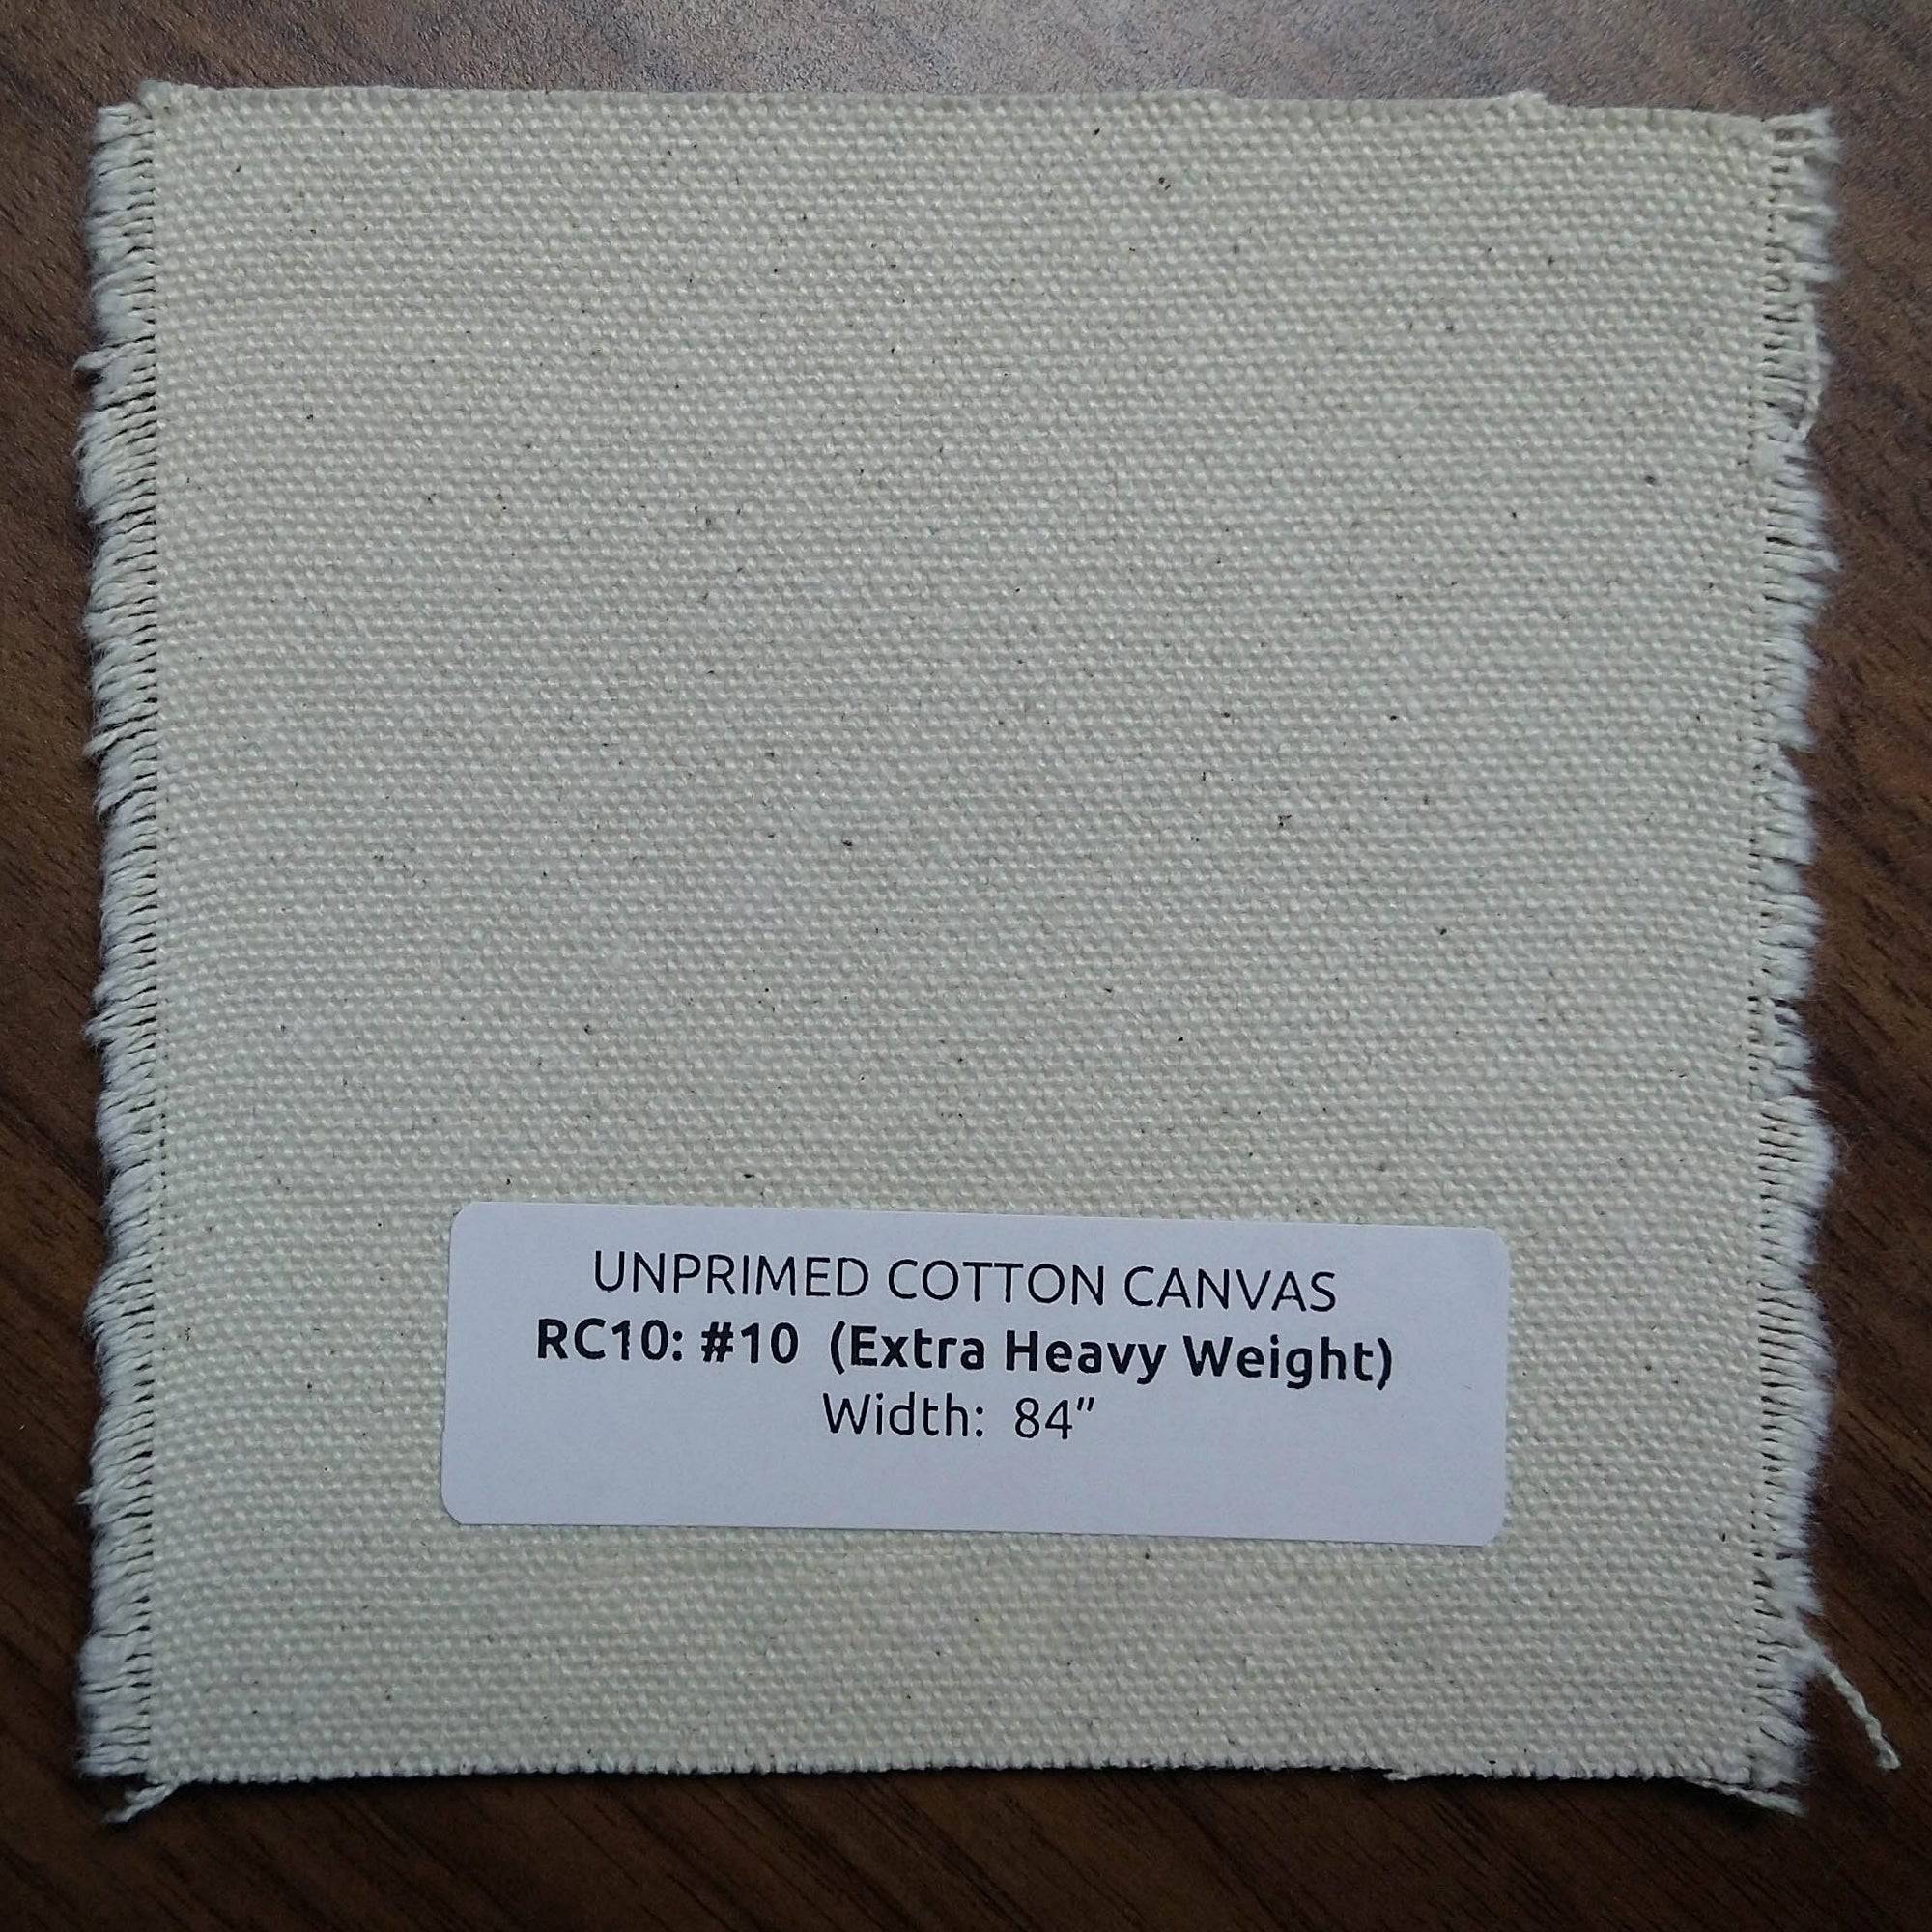 UNPRIMED COTTON CANVAS
RC10: #10 (Extra Heavy Weight)
Width: 84"